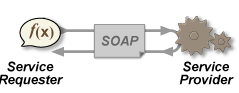 f(x)
SOAP
Service
Requester
Service
Provider